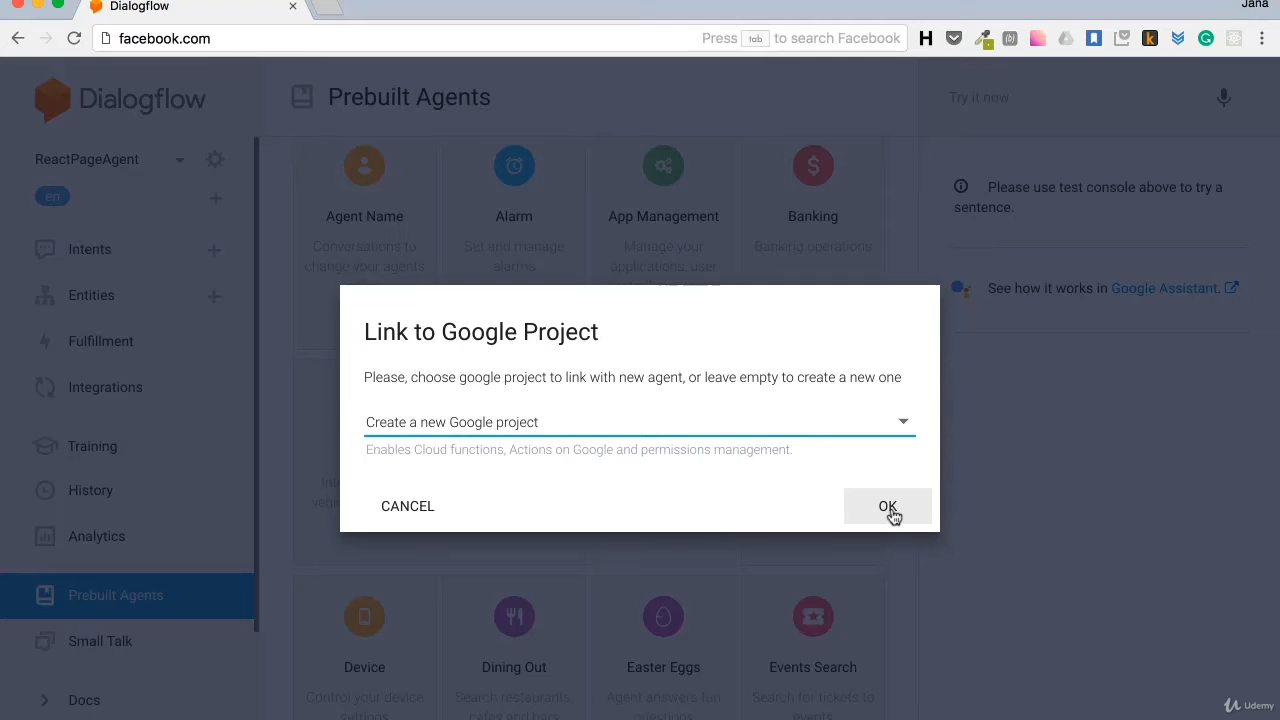 Dialogflow
Jana
facebook.com
Press tab to search Facebook
Dialogflow
Prebuilt Agents
Try it now
ReactPageAgent
en
Intents
Entities
Fulfillment
Integrations
Training
History
Analytics
Prebuilt Agents
Small Talk
Docs
Agent Name
Conversations to
change your agents
Alarm
Set and manage
alarms
App Management
Manage your
applications, user
Banking
Banking operations
Please use test console above to try a
sentence.
See how it works in Google Assistant.
Link to Google Project
Please, choose google project to link with new agent, or leave empty to create a new one
Create a new Google project
Enables Cloud functions, Actions on Google and permissions management.
CANCEL
OK
Device
Control your device
settings
Dining Out
Search restaurants,
cafes and bars
Easter Eggs
Agent answers fun
questions
Events Search
Search for tickets to
events
Udemy